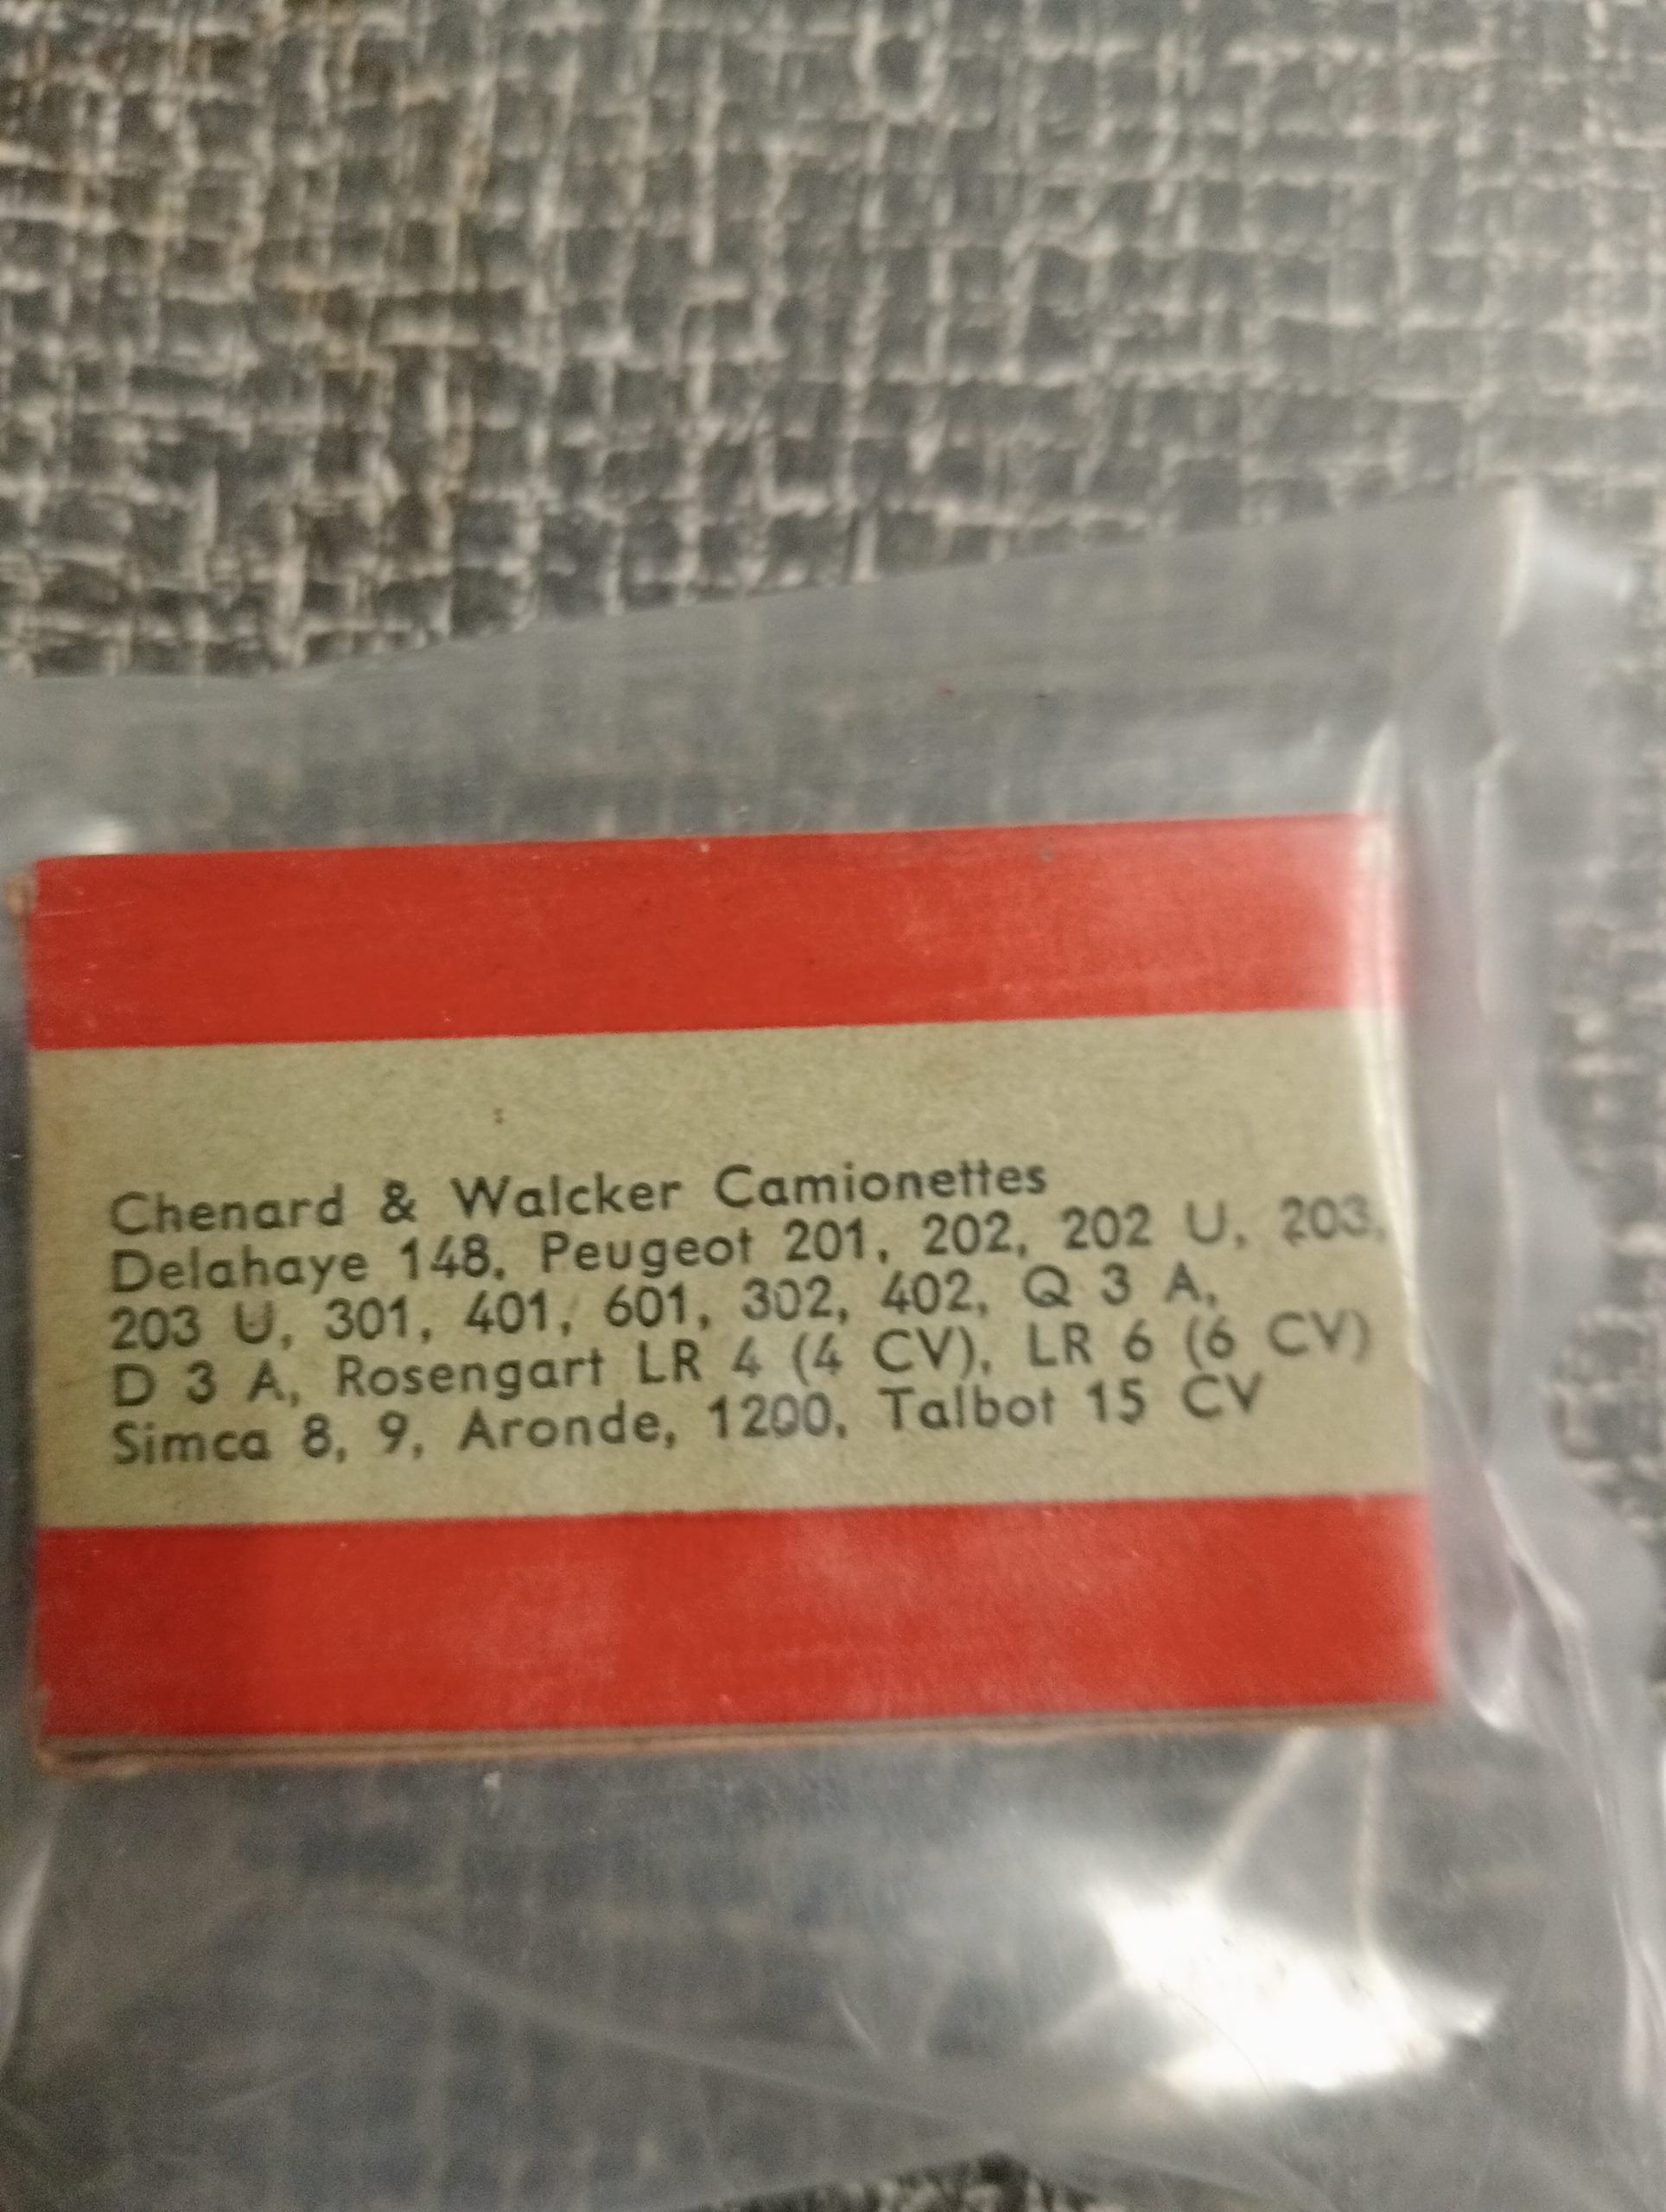 Chenard & Walcker Camionettes
Delahaye 148, Peugeot 201, 202, 202 U, 203,
203 U, 301, 401, 601, 302, 402, Q 3 A,
D 3 A, Rosengart LR 4 (4 CV), LR 6 (6 CV)
Simca 8, 9, Aronde, 1200, Talbot 15 CV